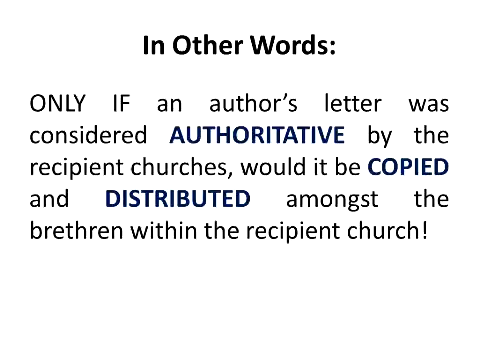 In Other Words:
ONLY IF an author's letter was
considered AUTHORITATIVE by the
recipient churches, would it be COPIED
and DISTRIBUTED amongst the
brethren within the recipient church!